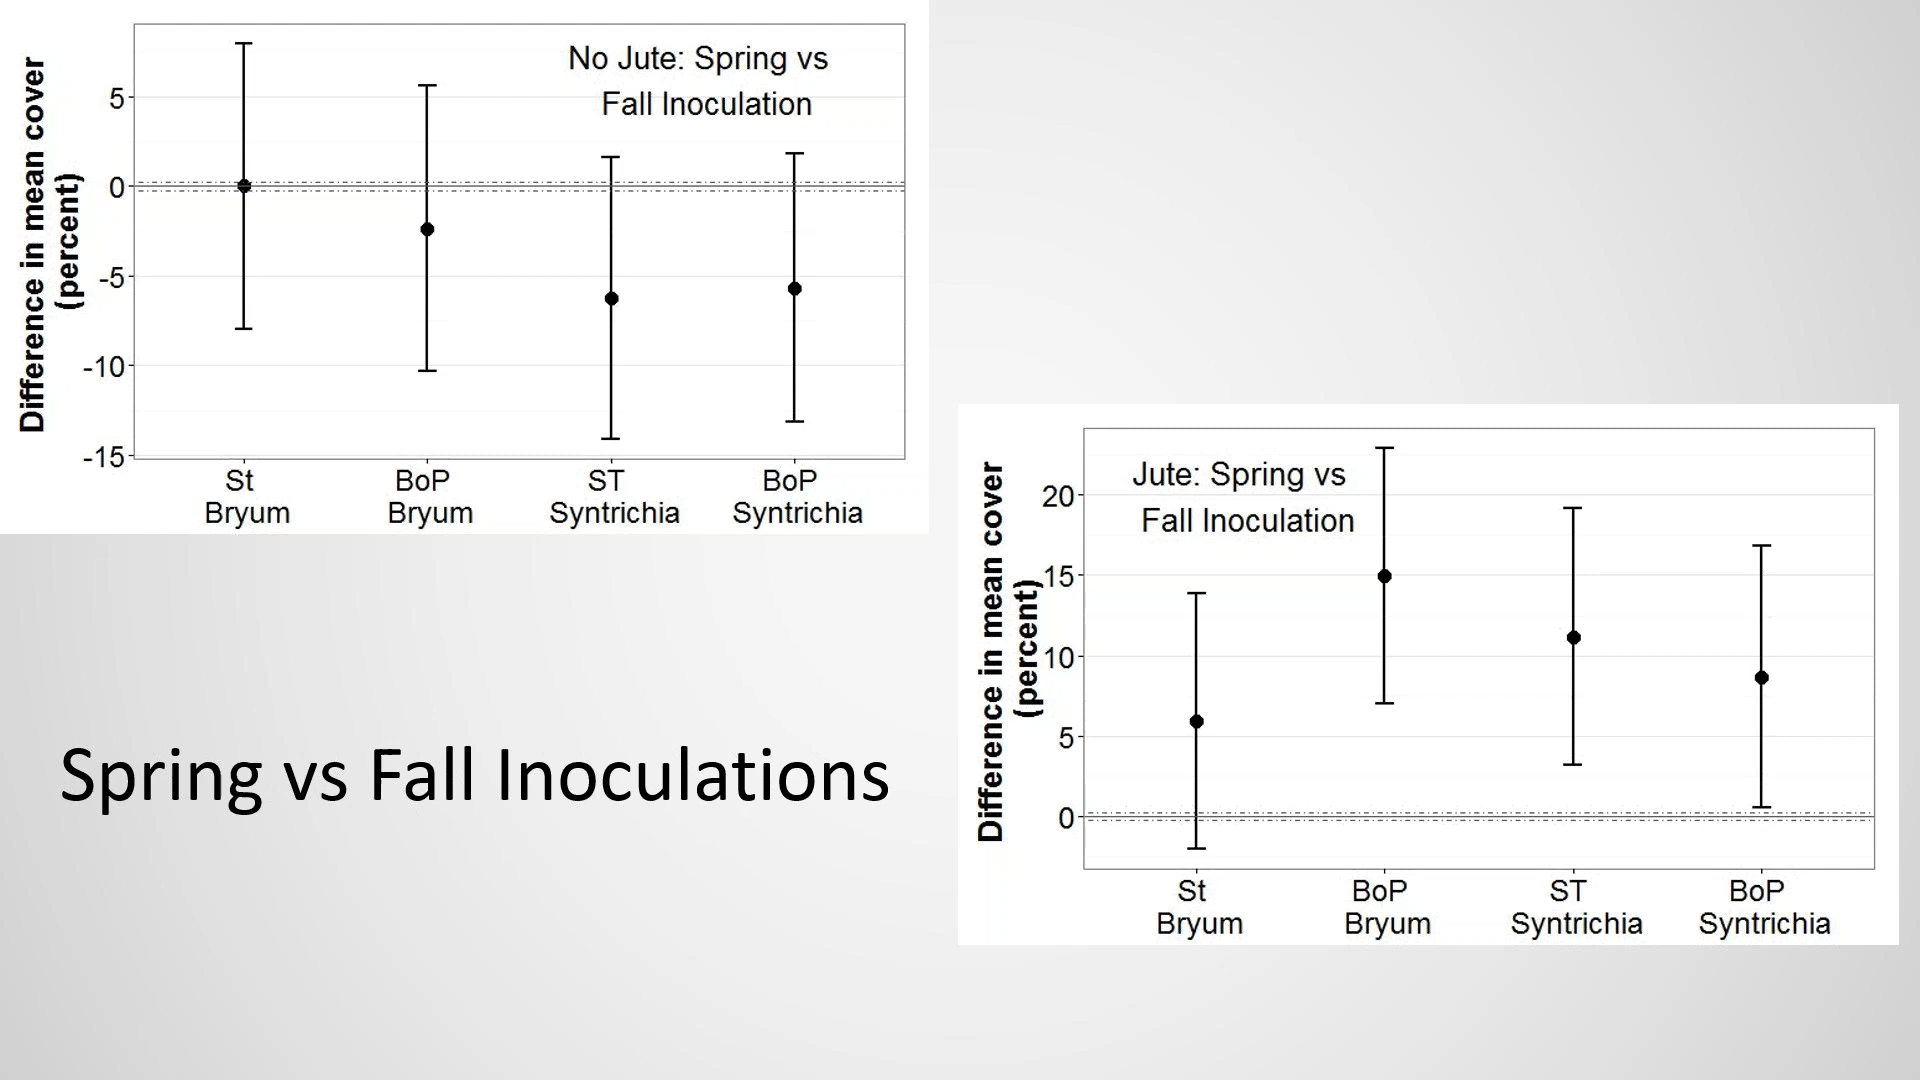 Difference in mean cover
(percent)
No Jute: Spring vs
Fall Inoculation
5
0
-5
-10
-15
St
Bryum
BoP
Bryum
ST
Syntrichia
BoP
Syntrichia
Difference in mean cover
(percent)
Jute: Spring vs
Fall Inoculation
20
15
10
5
0
St
Bryum
BoP
Bryum
ST
Syntrichia
BoP
Syntrichia
Spring vs Fall Inoculations